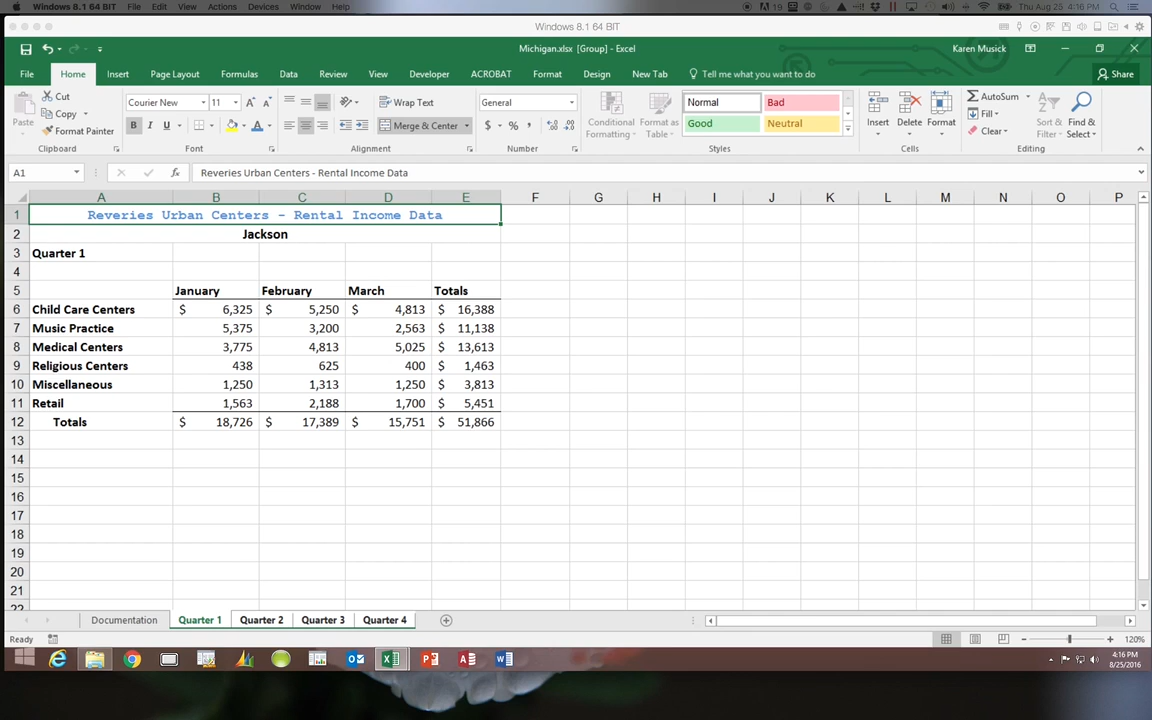 Windows 8.1 64 BIT File Edit View Actions Devices Window Help 19 Thu Aug 25 4:16 PM
Windows 8.1 64 BIT
Michigan.xlsx [Group] - Excel Karen Musick
File Home Insert Page Layout Formulas Data Review View Developer ACROBAT Format Design New Tab Tell me what you want to do Share
Paste Cut Copy Format Painter
Clipboard
Courier New 11 A A
B I U A
Font
Wrap Text
Merge & Center
Alignment
General
$ % ,
Number
Conditional Formatting Format as Table
Normal Bad
Good Neutral
Styles
Insert Delete Format
Cells
AutoSum
Fill
Clear
Sort & Filter Find & Select
Editing
A1 fx Reveries Urban Centers - Rental Income Data
A B C D E F G H I J K L M N O P
1 Reveries Urban Centers - Rental Income Data
2 Jackson
3 Quarter 1
4
5 January February March Totals
6 Child Care Centers $ 6,325 $ 5,250 $ 4,813 $ 16,388
7 Music Practice 5,375 3,200 2,563 $ 11,138
8 Medical Centers 3,775 4,813 5,025 $ 13,613
9 Religious Centers 438 625 400 $ 1,463
10 Miscellaneous 1,250 1,313 1,250 $ 3,813
11 Retail 1,563 2,188 1,700 $ 5,451
12 Totals $ 18,726 $ 17,389 $ 15,751 $ 51,866
13
14
15
16
17
18
19
20
21
22
Documentation Quarter 1 Quarter 2 Quarter 3 Quarter 4
Ready 120%
4:16 PM
8/25/2016